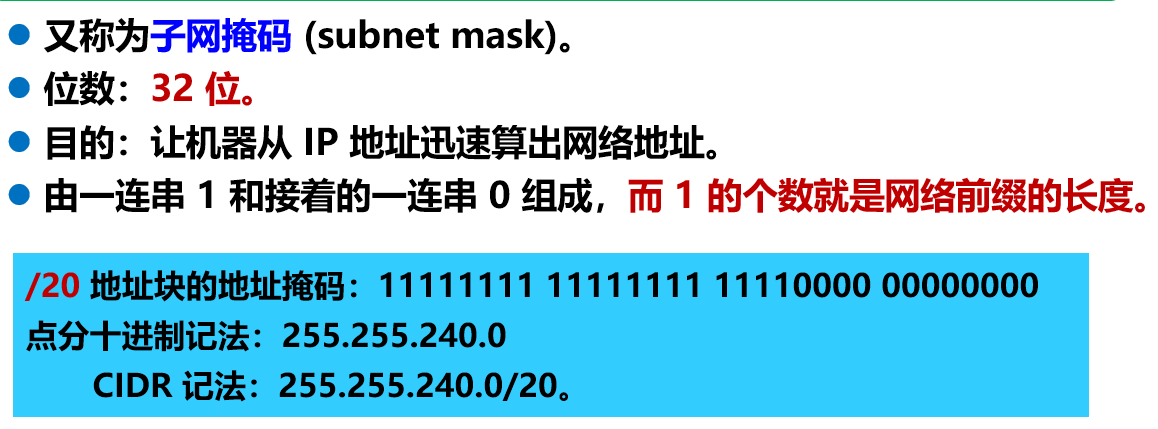 又称为子网掩码 (subnet mask)。
位数：32 位。
目的：让机器从 IP 地址迅速算出网络地址。
由一连串 1 和接着的一连串 0 组成，而 1 的个数就是网络前缀的长度。
/20 地址块的地址掩码：11111111 11111111 11110000 00000000
点分十进制记法：255.255.240.0
CIDR 记法：255.255.240.0/20。